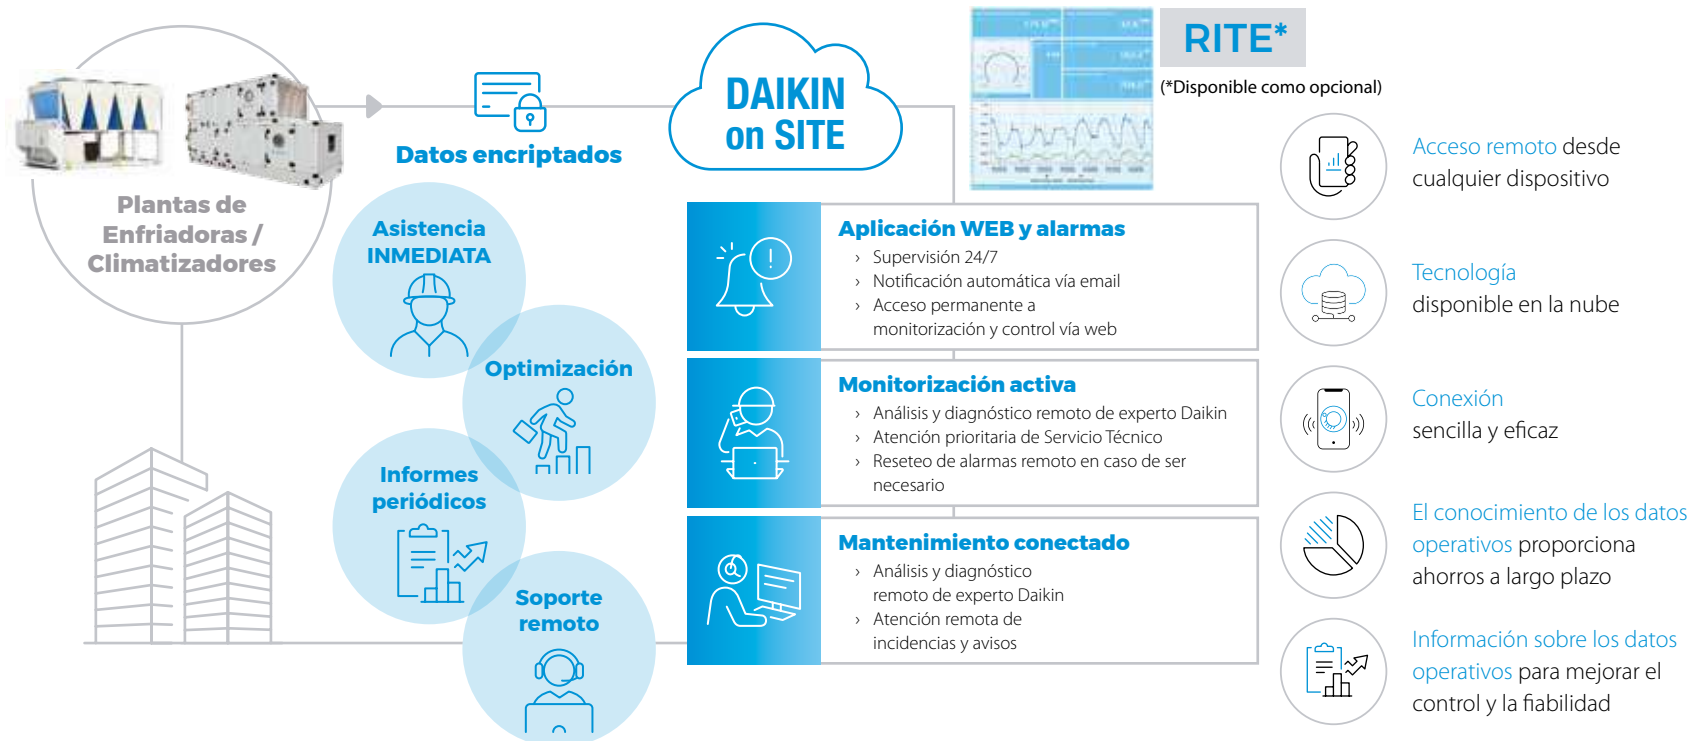 Plantas de
Enfriadoras /
Climatizadores
Datos encriptados
DAIKIN
on SITE
RITE*
(*Disponible como opcional)
Asistencia
INMEDIATA
Optimización
Informes
periódicos
Soporte
remoto
Aplicación WEB y alarmas
› Supervisión 24/7
› Notificación automática vía email
› Acceso permanente a
monitorización y control vía web
Monitorización activa
› Análisis y diagnóstico remoto de experto Daikin
› Atención prioritaria de Servicio Técnico
› Reseteo de alarmas remoto en caso de ser
necesario
Mantenimiento conectado
› Análisis y diagnóstico
remoto de experto Daikin
› Atención remota de
incidencias y avisos
Acceso remoto desde
cualquier dispositivo
Tecnología
disponible en la nube
Conexión
sencilla y eficaz
El conocimiento de los datos
operativos proporciona
ahorros a largo plazo
Información sobre los datos
operativos para mejorar el
control y la fiabilidad